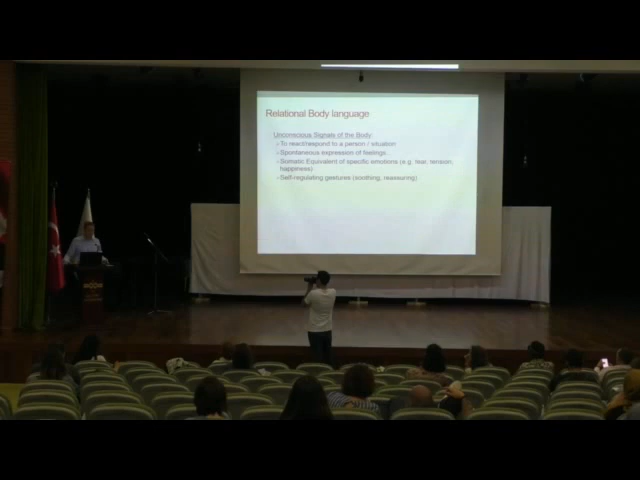 Relational Body language
Unconscious Signals of the Body:
- To react/respond to a person / situation
- Spontaneous expression of feelings
- Somatic Equivalent of specific emotions (e.g. fear, tension,
happiness)
- Self-regulating gestures (soothing, reassuring)